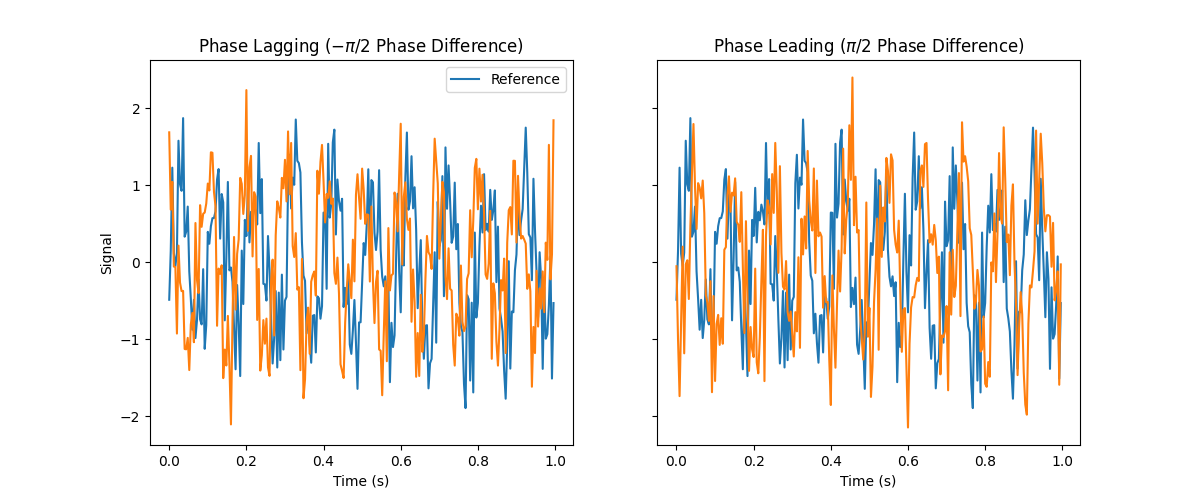 Phase Lagging (−π/2 Phase Difference)
Phase Leading (π/2 Phase Difference)
Reference
Signal
2
1
0
−1
−2
0.0 0.2 0.4 0.6 0.8 1.0
0.0 0.2 0.4 0.6 0.8 1.0
Time (s)
Time (s)